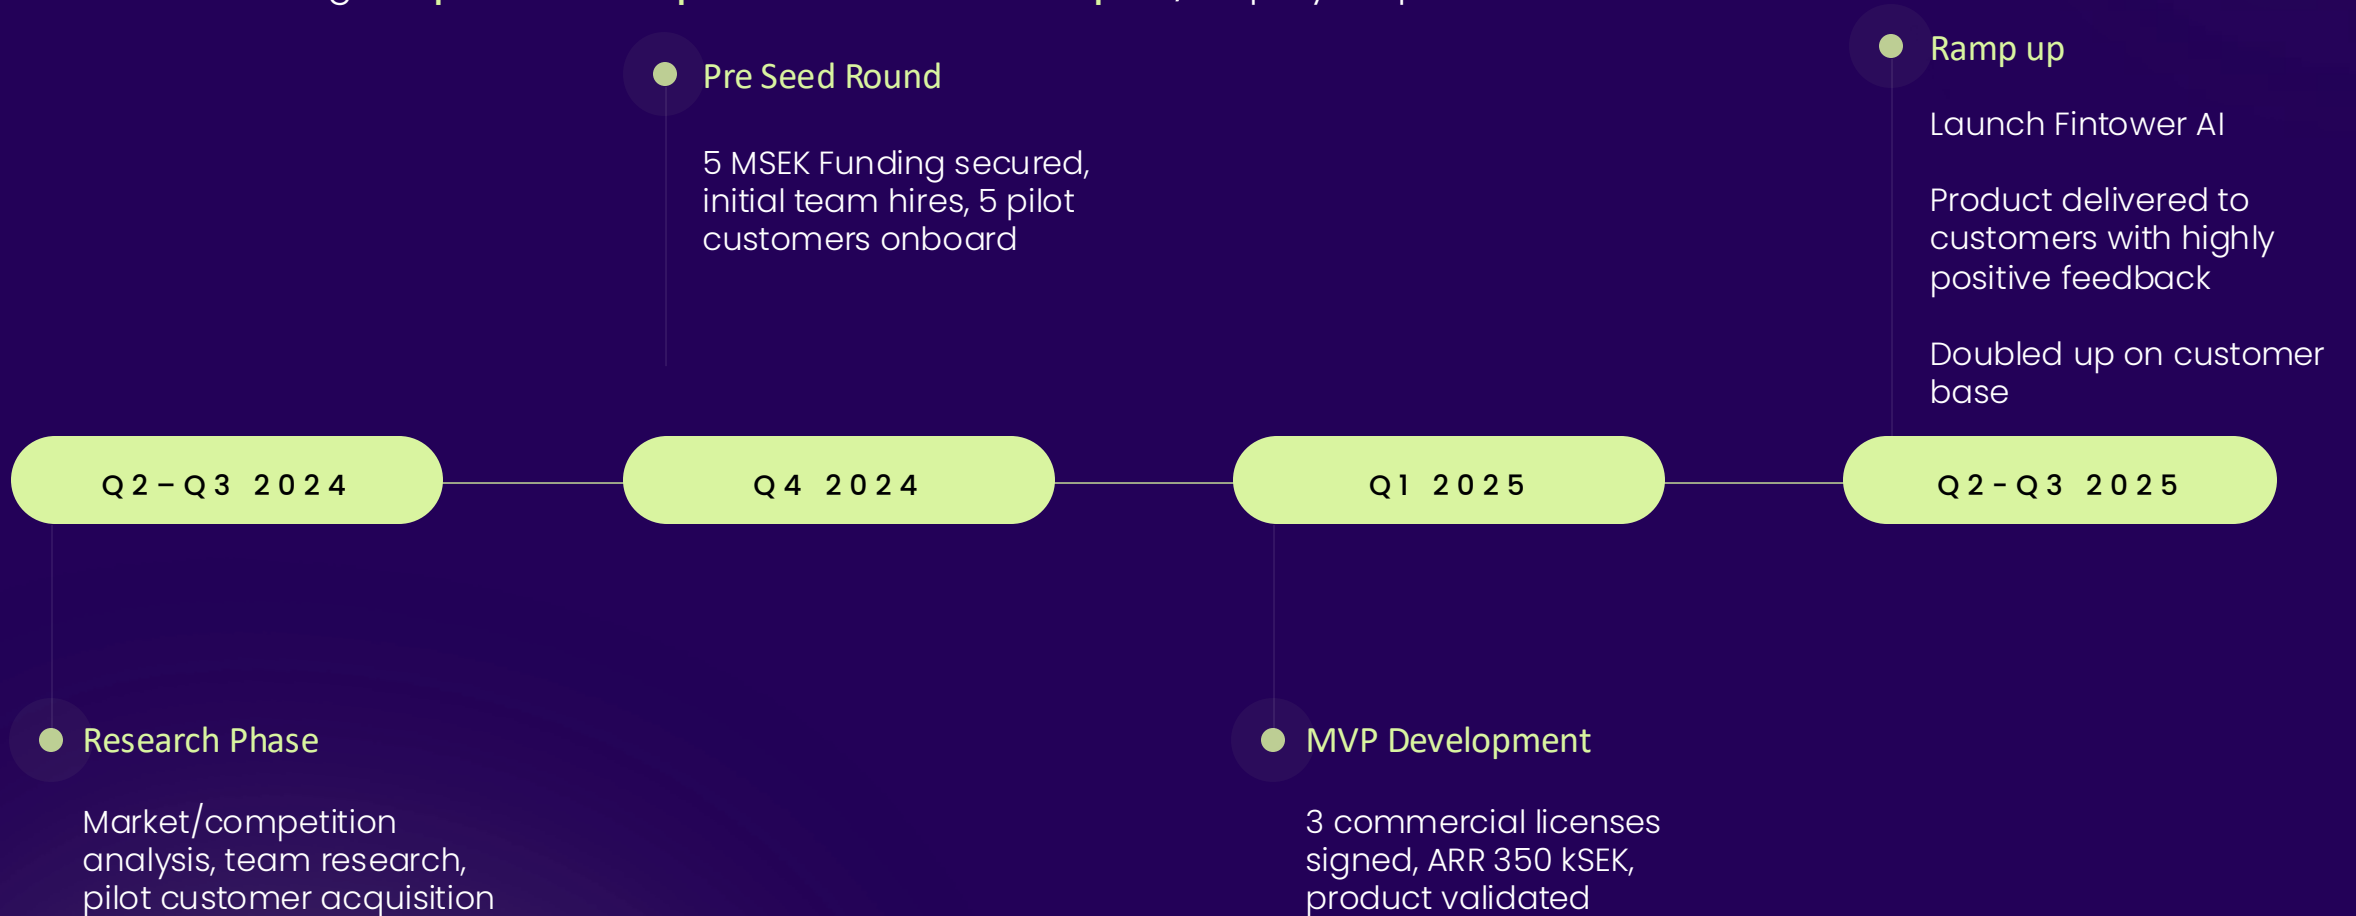 Pre Seed Round
5 MSEK Funding secured,
initial team hires, 5 pilot
customers onboard
Ramp up
Launch Fintower AI
Product delivered to
customers with highly
positive feedback
Doubled up on customer
base
Q2–Q3 2024
Q4 2024
Q1 2025
Q2-Q3 2025
Research Phase
Market/competition
analysis, team research,
pilot customer acquisition
MVP Development
3 commercial licenses
signed, ARR 350 kSEK,
product validated